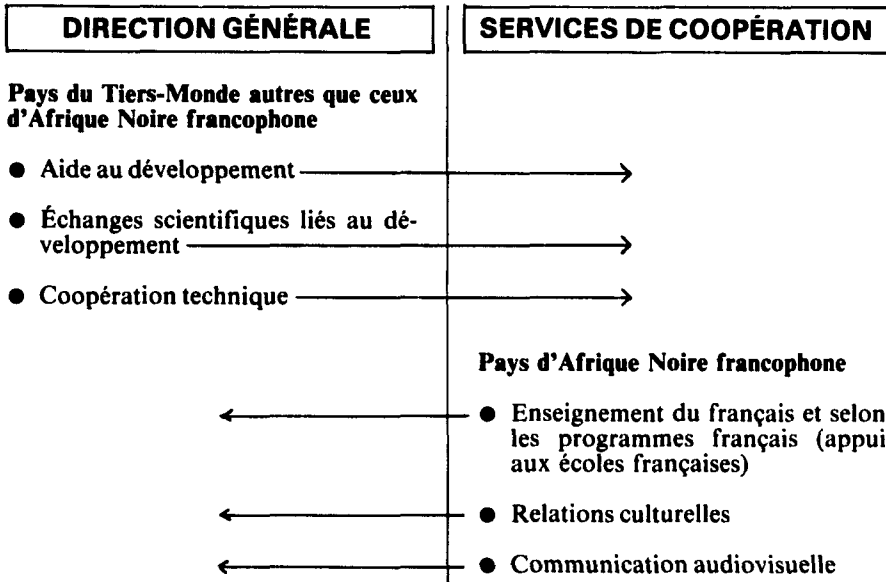 DIRECTION GÉNÉRALE
SERVICES DE COOPÉRATION
Pays du Tiers-Monde autres que ceux
d'Afrique Noire francophone
● Aide au développement
● Échanges scientifiques liés au dé-
veloppement
● Coopération technique
Pays d'Afrique Noire francophone
● Enseignement du français et selon
les programmes français (appui
aux écoles françaises)
● Relations culturelles
● Communication audiovisuelle